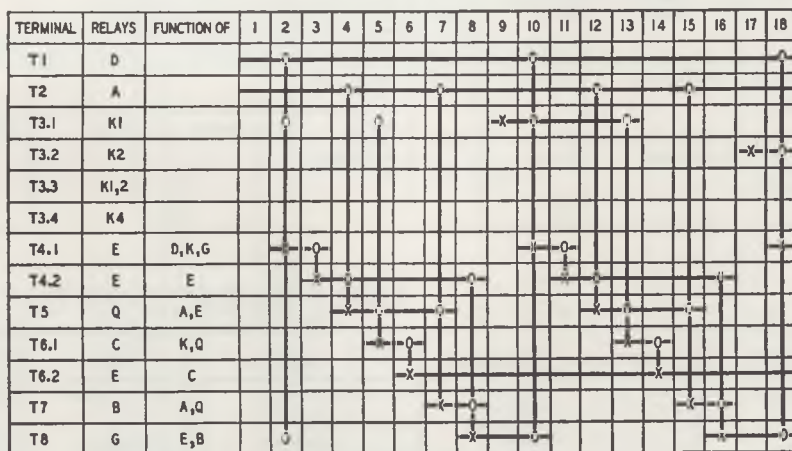 TERMINAL RELAYS FUNCTION OF 1 2 3 4 5 6 7 8 9 10 11 12 13 14 15 16 17 18
T1 D
T2 A
T3.1 K1
T3.2 K2
T3.3 K1,2
T3.4 K4
T4.1 E D,K,G
T4.2 E E
T5 Q A,E
T6.1 C K,Q
T6.2 E C
T7 B A,Q
T8 G E,B